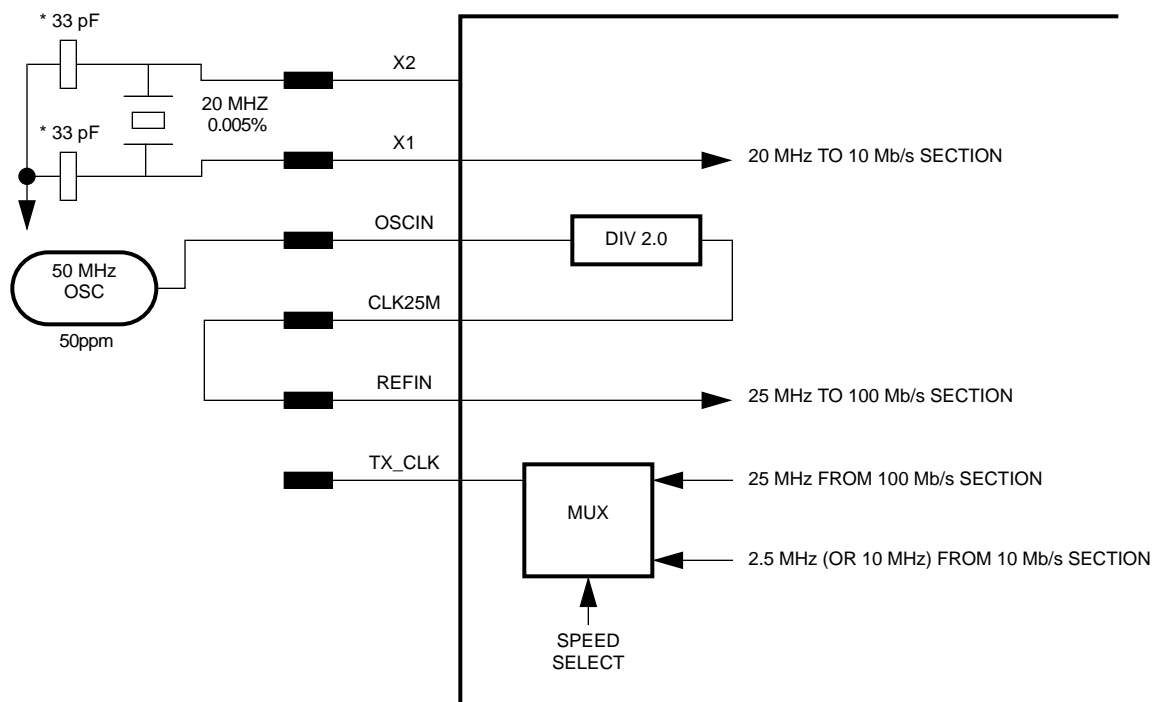 * 33 pF
X2
20 MHZ
0.005%
* 33 pF
X1
20 MHz TO 10 Mb/s SECTION
OSCIN
DIV 2.0
50 MHz
OSC
50ppm
CLK25M
REFIN
25 MHz TO 100 Mb/s SECTION
TX_CLK
25 MHz FROM 100 Mb/s SECTION
MUX
2.5 MHz (OR 10 MHz) FROM 10 Mb/s SECTION
SPEED
SELECT